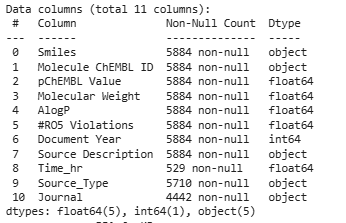 Data columns (total 11 columns):
 #   Column              Non-Null Count  Dtype
---  ------              --------------  -----
 0   Smiles              5884 non-null   object
 1   Molecule ChEMBL ID  5884 non-null   object
 2   pChEMBL Value       5884 non-null   float64
 3   Molecular Weight    5884 non-null   float64
 4   AlogP               5884 non-null   float64
 5   #RO5 Violations     5884 non-null   float64
 6   Document Year       5884 non-null   int64
 7   Source Description  5884 non-null   object
 8   Time_hr             529 non-null    float64
 9   Source_Type         5710 non-null   object
 10  Journal             4442 non-null   object
dtypes: float64(5), int64(1), object(5)